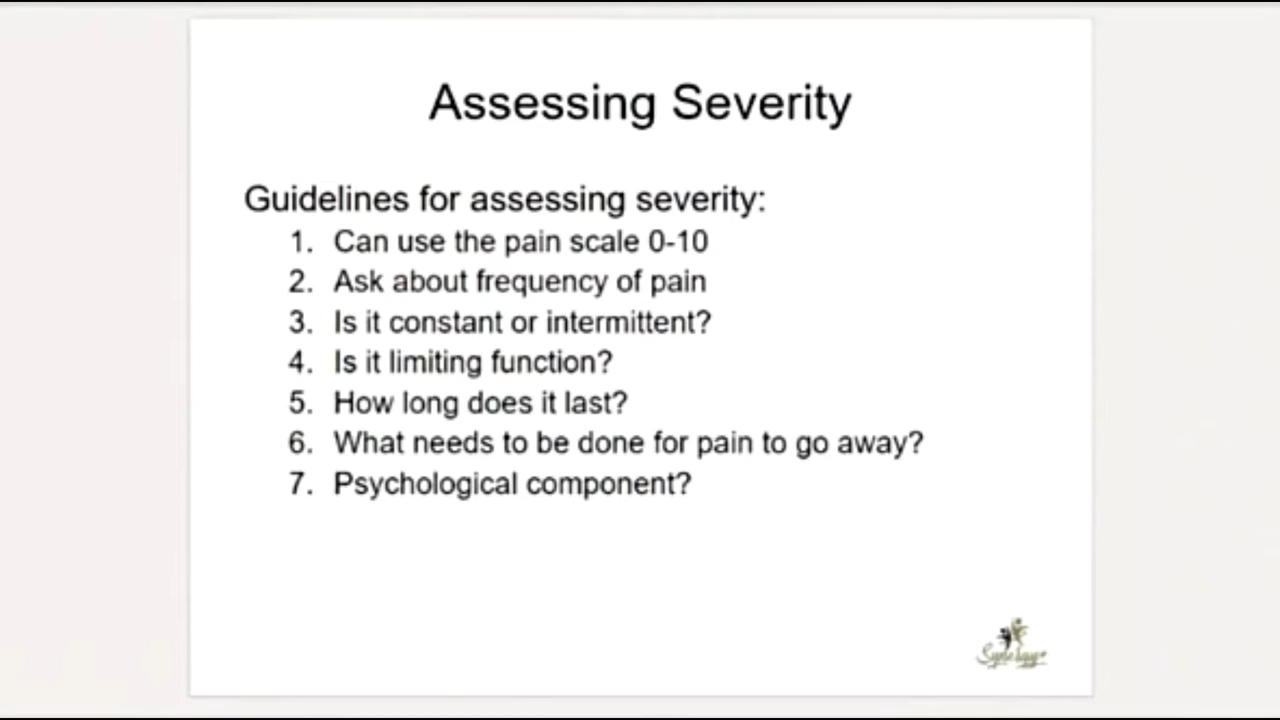 Assessing Severity
Guidelines for assessing severity:
1. Can use the pain scale 0-10
2. Ask about frequency of pain
3. Is it constant or intermittent?
4. Is it limiting function?
5. How long does it last?
6. What needs to be done for pain to go away?
7. Psychological component?
Synergy